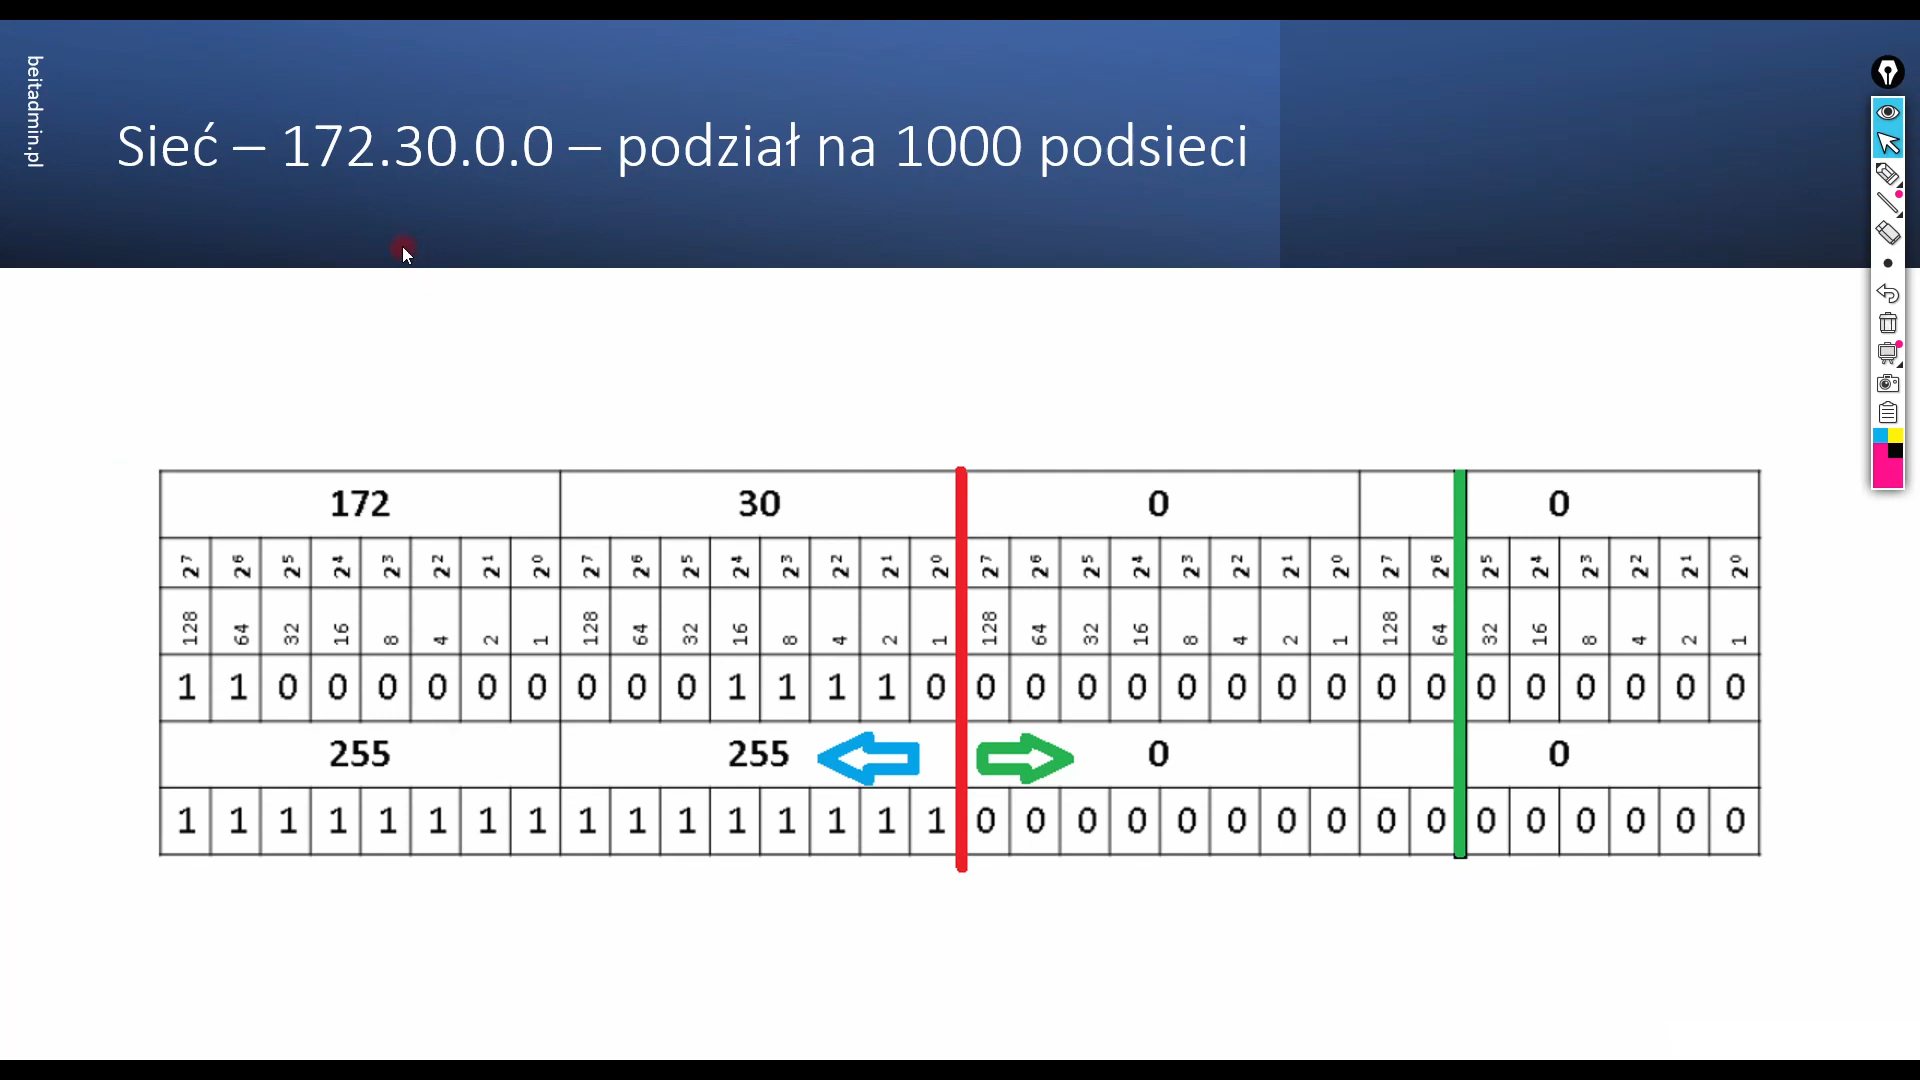 beitadmin.pl
Sieć – 172.30.0.0 – podział na 1000 podsieci
172 30 0 0
2⁷ 2⁶ 2⁵ 2⁴ 2³ 2² 2¹ 2⁰ 2⁷ 2⁶ 2⁵ 2⁴ 2³ 2² 2¹ 2⁰ 2⁷ 2⁶ 2⁵ 2⁴ 2³ 2² 2¹ 2⁰ 2⁷ 2⁶ 2⁵ 2⁴ 2³ 2² 2¹ 2⁰
128 64 32 16 8 4 2 1 128 64 32 16 8 4 2 1 128 64 32 16 8 4 2 1 128 64 32 16 8 4 2 1
1 1 0 0 0 0 0 0 0 0 0 1 1 1 1 0 0 0 0 0 0 0 0 0 0 0 0 0 0 0 0 0
255 255 0 0
1 1 1 1 1 1 1 1 1 1 1 1 1 1 1 1 0 0 0 0 0 0 0 0 0 0 0 0 0 0 0 0